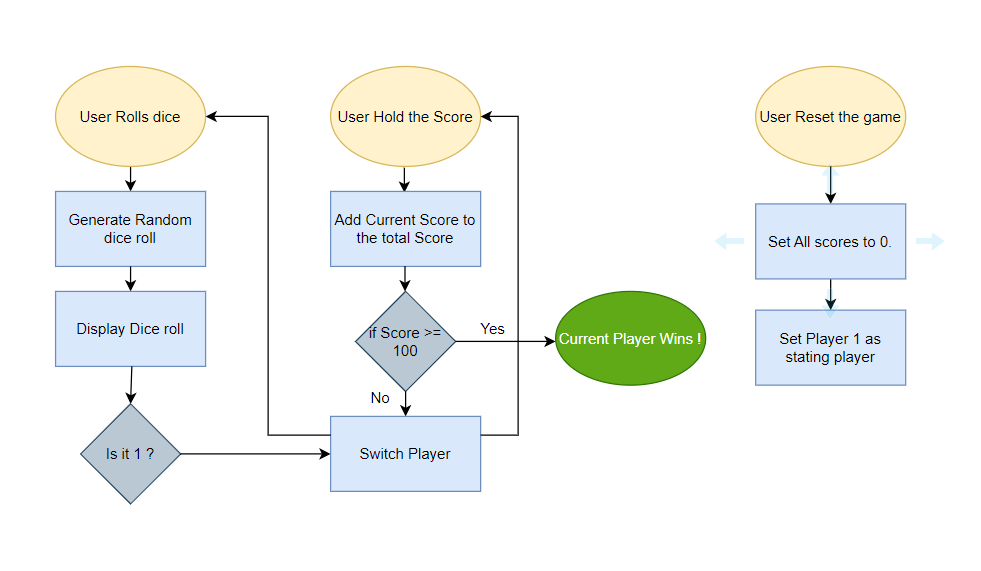 User Rolls dice
Generate Random
dice roll
Display Dice roll
Is it 1 ?
User Hold the Score
Add Current Score to
the total Score
if Score >=
100
Yes
No
Switch Player
Current Player Wins !
User Reset the game
Set All scores to 0.
Set Player 1 as
stating player